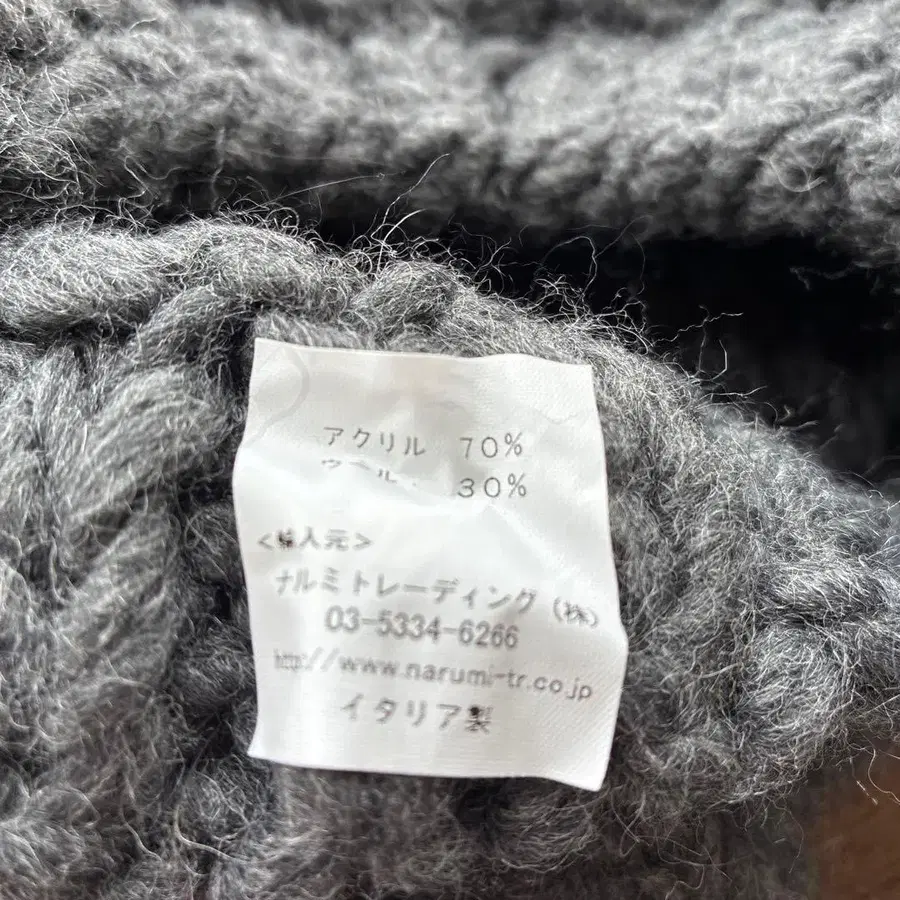 アクリル 70%
ウール 30%
<輸入元>
ナルミトレーディング（株）
03-5334-6266
http://www.narumi-tr.co.jp
イタリア製